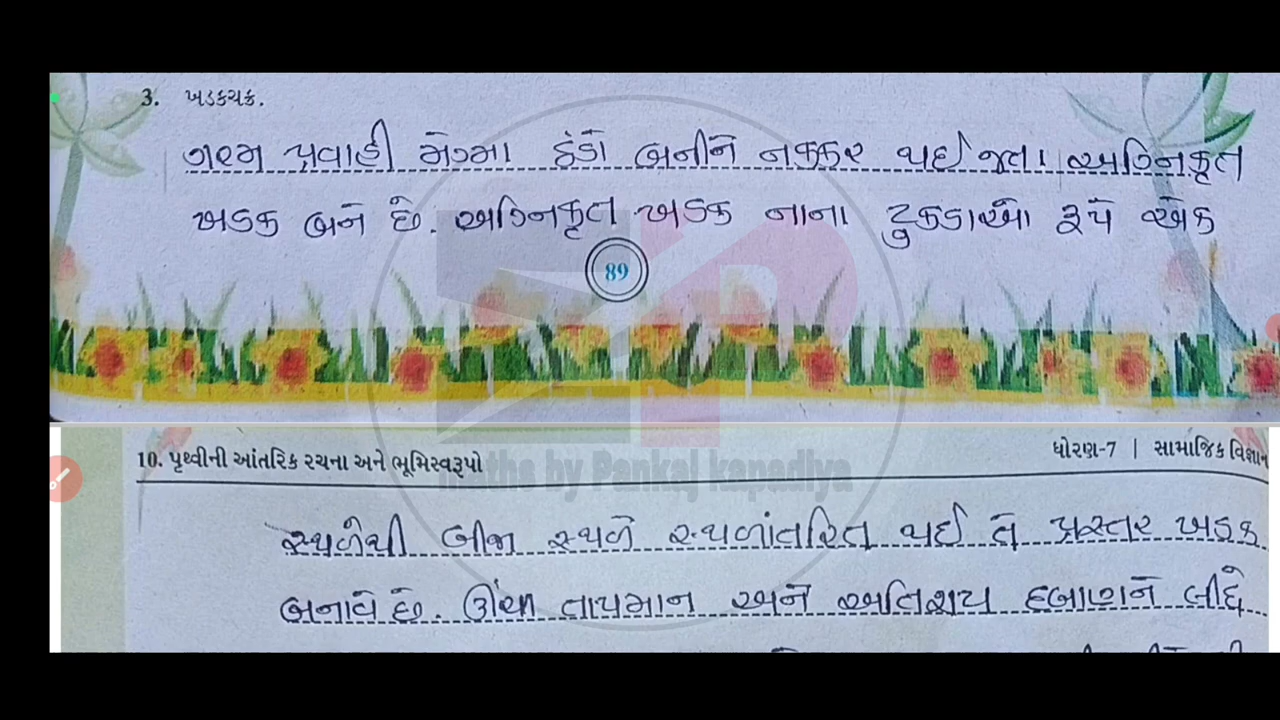 3. ખડકચક્ર.
ગરમ પ્રવાહી મેગ્મા ઠંડો બનીને નક્કર થઈ જતા અગ્નિકૃત
ખડક બને છે. અગ્નિકૃત ખડક નાના ટુકડાઓ રૂપે એક
89
10. પૃથ્વીની આંતરિક રચના અને ભૂમિસ્વરૂપો
ધોરણ-7 | સામાજિક વિજ્ઞાન
maths by Pankaj kapadiya
સ્થળેથી બીજા સ્થળે સ્થળાંતરિત થઈ તે પ્રસ્તર ખડક
બનાવે છે. ઊંચા તાપમાન અને અતિશય દબાણને લીધે